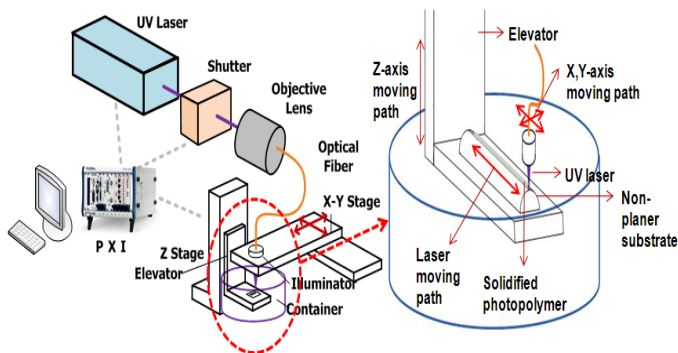 UV Laser
Shutter
Objective
Lens
Optical
Fiber
X-Y Stage
P X I
Z Stage
Elevator
Illuminator
Container
Elevator
Z-axis
moving path
X,Y-axis
moving path
UV laser
Non-
planer
substrate
Laser
moving
path
Solidified
photopolymer